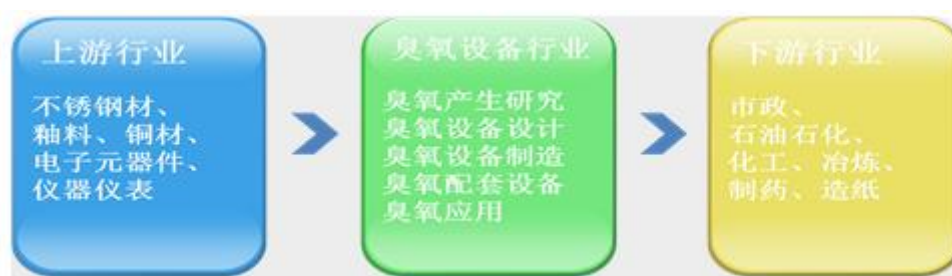 上游行业
不锈钢材、
釉料、铜材、
电子元器件、
仪器仪表
臭氧设备行业
臭氧产生研究
臭氧设备设计
臭氧设备制造
臭氧配套设备
臭氧应用
下游行业
市政、
石油石化、
化工、冶炼、
制药、造纸